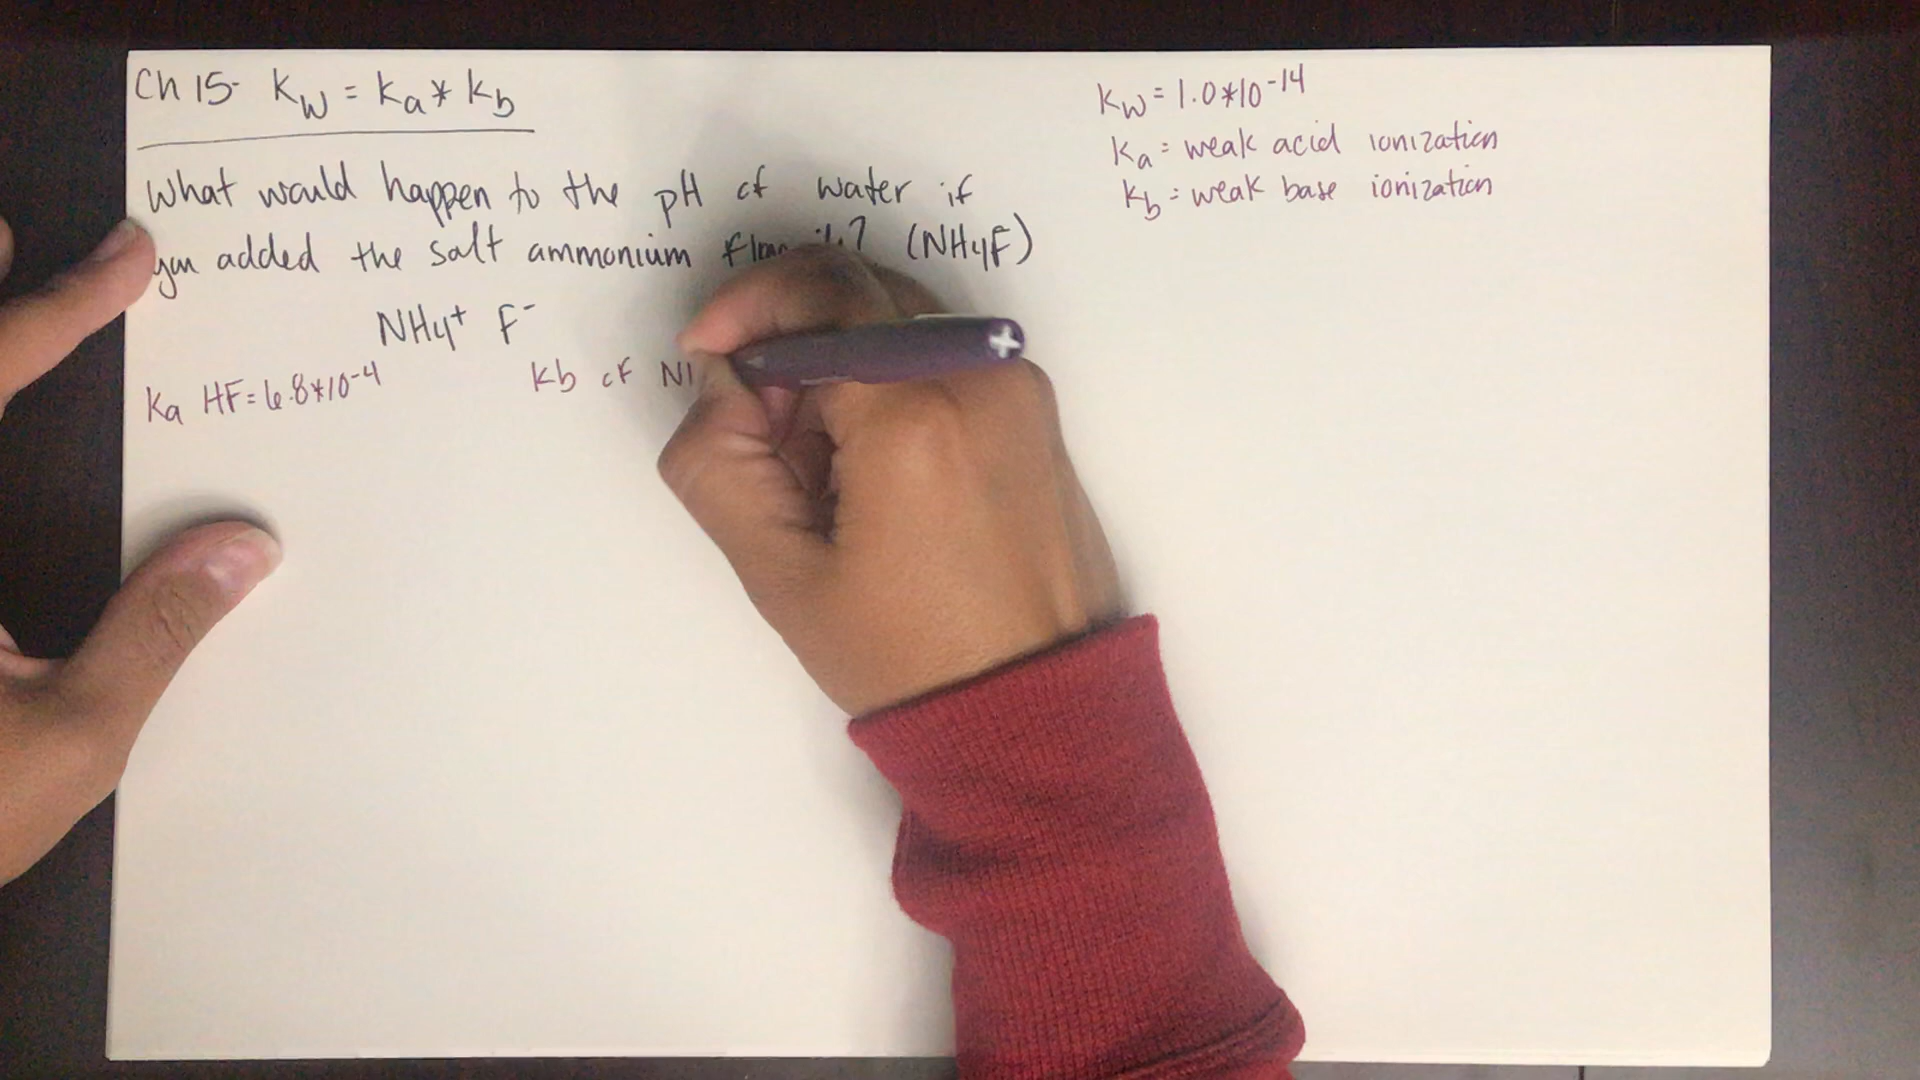 Ch 15- Kw = Ka * Kb
Kw = 1.0*10-14
Ka = weak acid ionization
Kb = weak base ionization
What would happen to the pH of water if
you added the salt ammonium ? (NH4F)
NH4+ F-
Ka HF = 6.8*10-4
Kb of